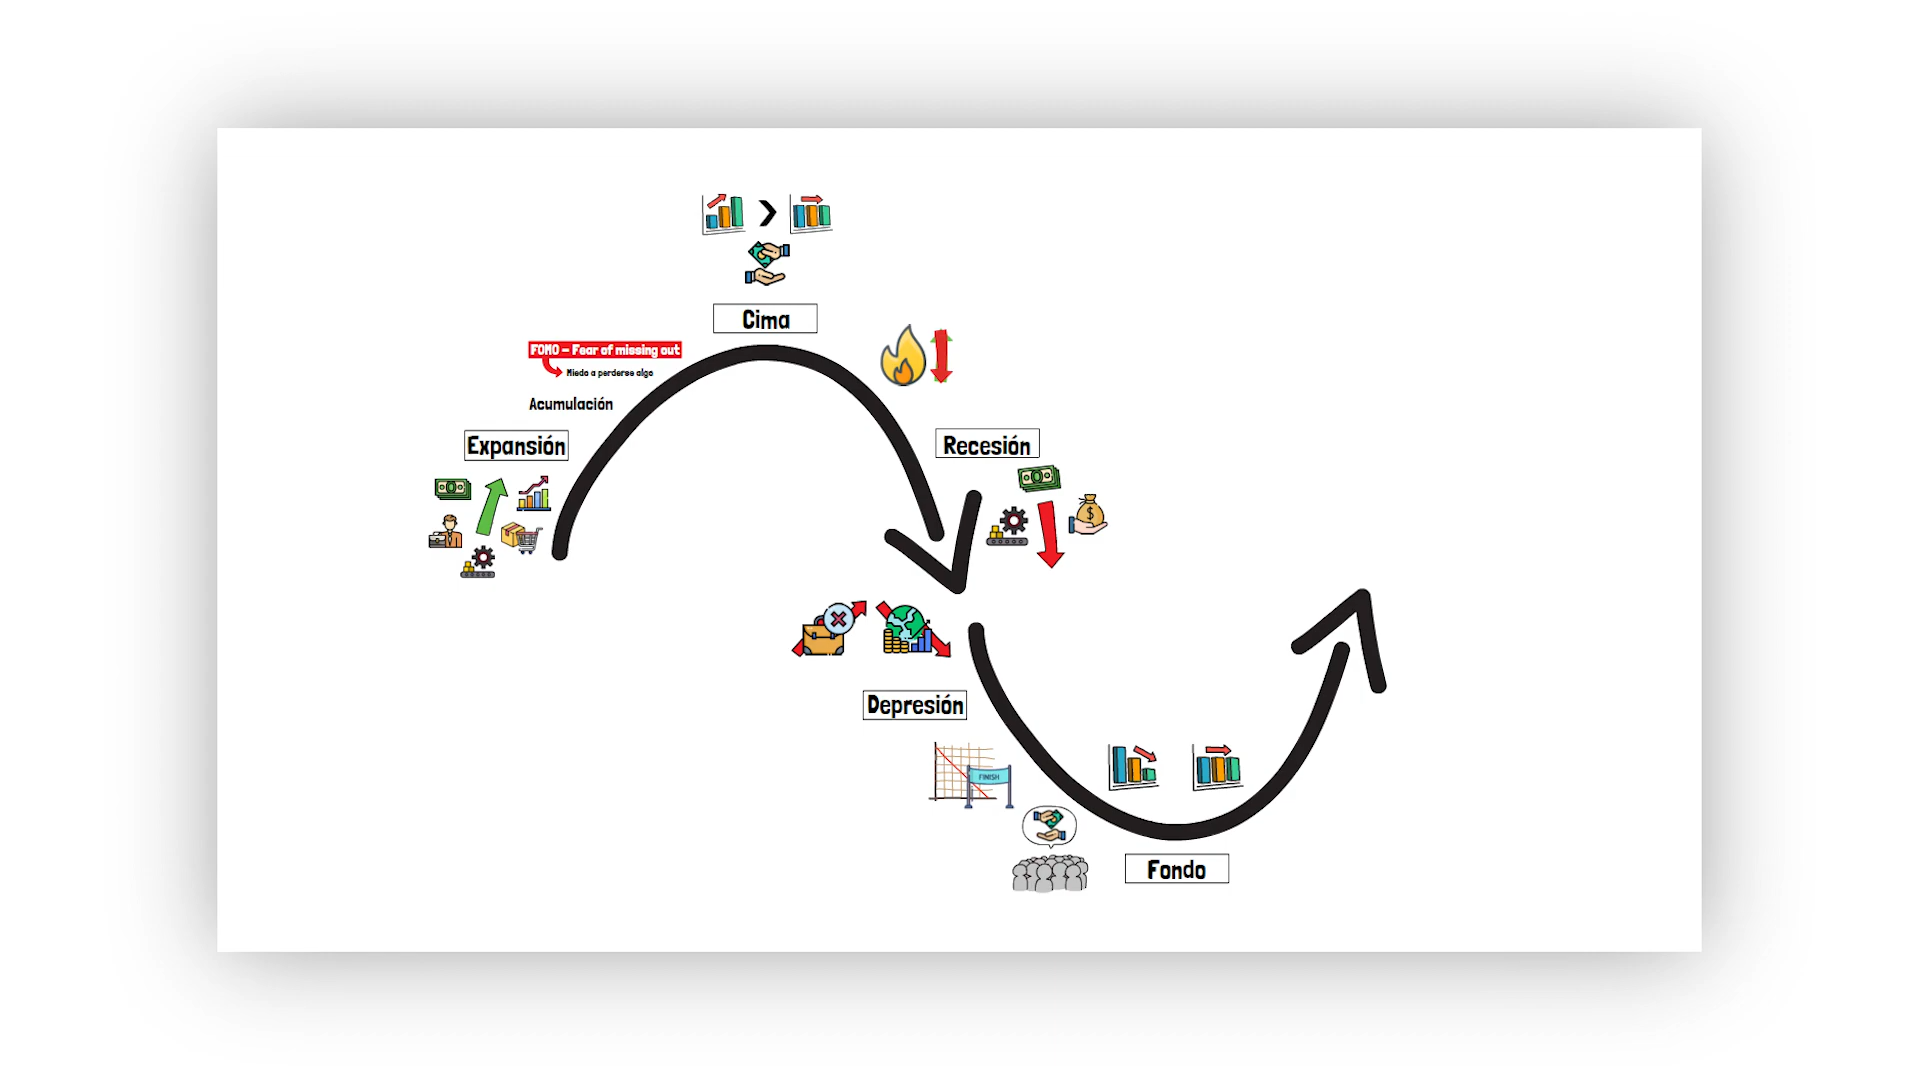 Cima
FOMO – Fear of missing out
Miedo a perderse algo
Acumulación
Expansión
Recesión
Depresión
FINISH
Fondo